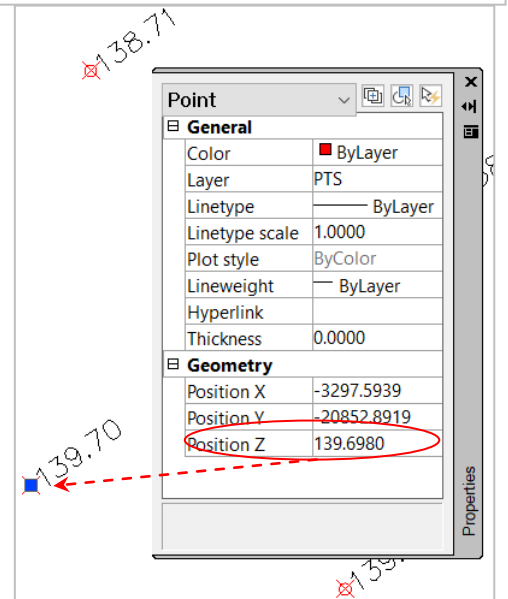 138.71
Point
General
Color ByLayer
Layer PTS
Linetype ByLayer
Linetype scale 1.0000
Plot style ByColor
Lineweight ByLayer
Hyperlink
Thickness 0.0000
Geometry
Position X -3297.5939
Position Y -20852.8919
Position Z 139.6980
139.70
Properties